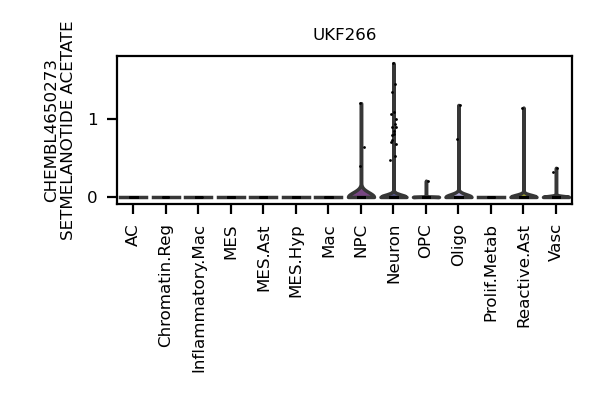 UKF266
CHEMBL4650273
SETMELANOTIDE ACETATE
1
0
AC
Chromatin.Reg
Inflammatory.Mac
MES
MES.Ast
MES.Hyp
Mac
NPC
Neuron
OPC
Oligo
Prolif.Metab
Reactive.Ast
Vasc